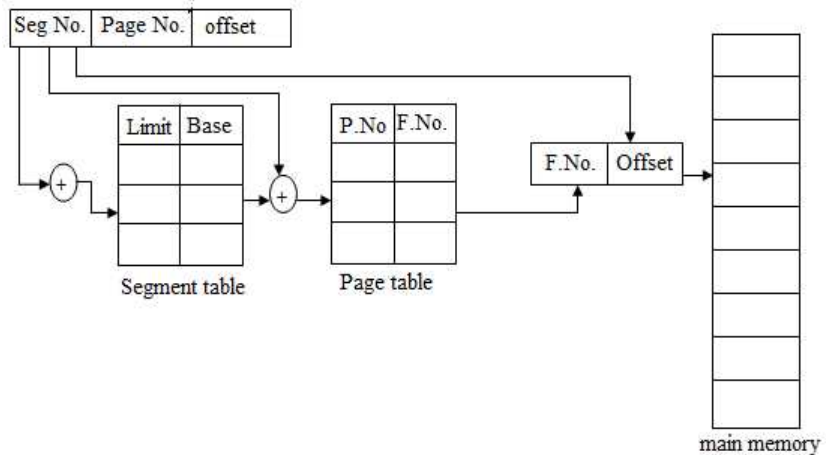 Seg No. Page No. offset
Limit Base
P.No F.No.
F.No. Offset
+
+
Segment table
Page table
main memory